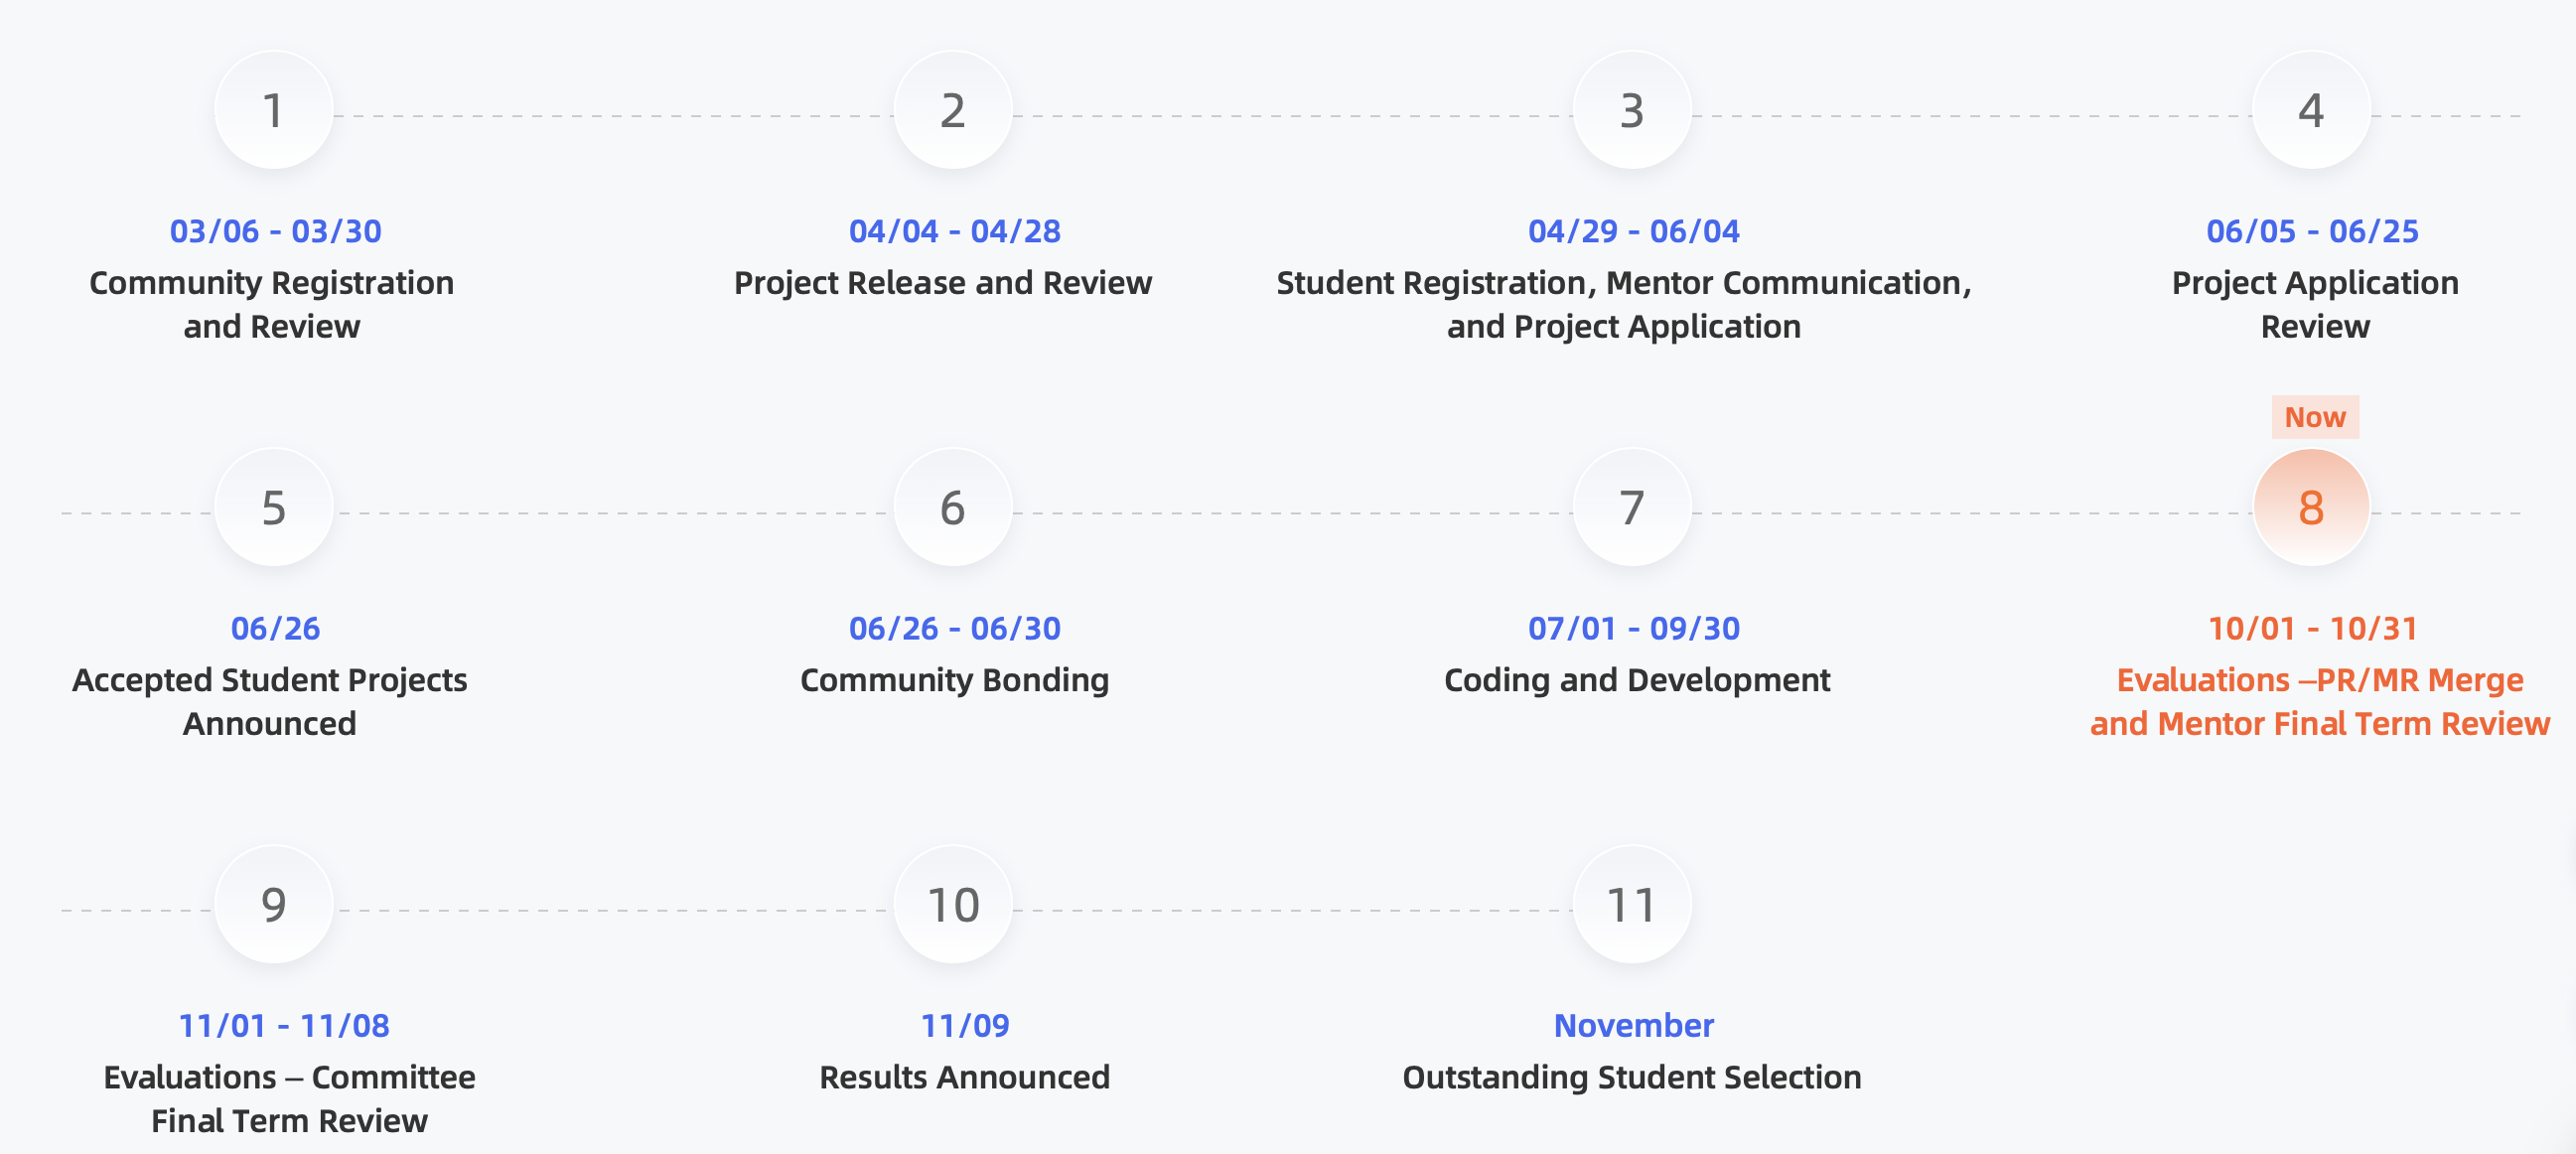 1
2
3
4
03/06 - 03/30
04/04 - 04/28
04/29 - 06/04
06/05 - 06/25
Community Registration
and Review
Project Release and Review
Student Registration, Mentor Communication,
and Project Application
Project Application
Review
Now
5
6
7
8
06/26
06/26 - 06/30
07/01 - 09/30
10/01 - 10/31
Accepted Student Projects
Announced
Community Bonding
Coding and Development
Evaluations –PR/MR Merge
and Mentor Final Term Review
9
10
11
11/01 - 11/08
11/09
November
Evaluations – Committee
Final Term Review
Results Announced
Outstanding Student Selection